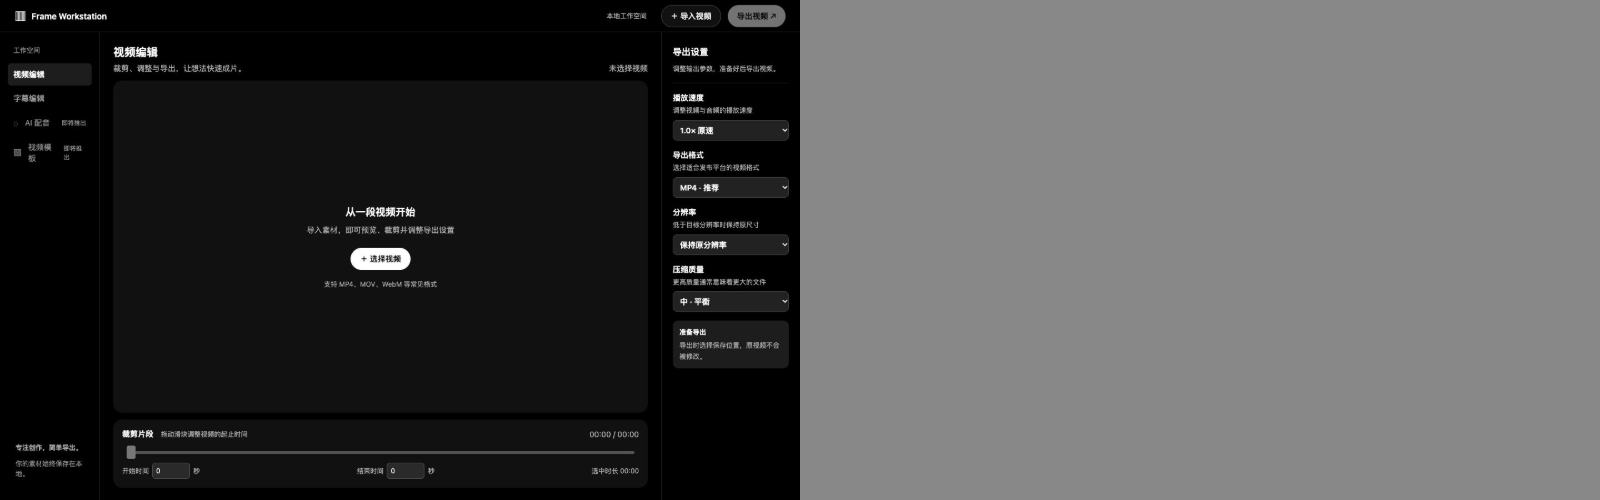 Frame Workstation
本地工作空间
+ 导入视频
导出视频 ↗
工作空间
视频编辑
字幕编辑
AI 配音
即将推出
视频模
板
即将推
出
专注创作，简单导出。
你的素材始终保存在本
地。
视频编辑
裁剪、调整与导出，让想法快速成片。
未选择视频
从一段视频开始
导入素材，即可预览、裁剪并调整导出设置
+ 选择视频
支持 MP4、MOV、WebM 等常见格式
裁剪片段 拖动滑块调整视频的起止时间
00:00 / 00:00
开始时间 0 秒
结束时间 0 秒
选中时长 00:00
导出设置
调整输出参数，准备好后导出视频。
播放速度
调整视频与音频的播放速度
1.0× 原速
导出格式
选择适合发布平台的视频格式
MP4 - 推荐
分辨率
低于目标分辨率时保持原尺寸
保持原分辨率
压缩质量
更高质量通常意味着更大的文件
中 - 平衡
准备导出
导出时选择保存位置，原视频不会
被修改。